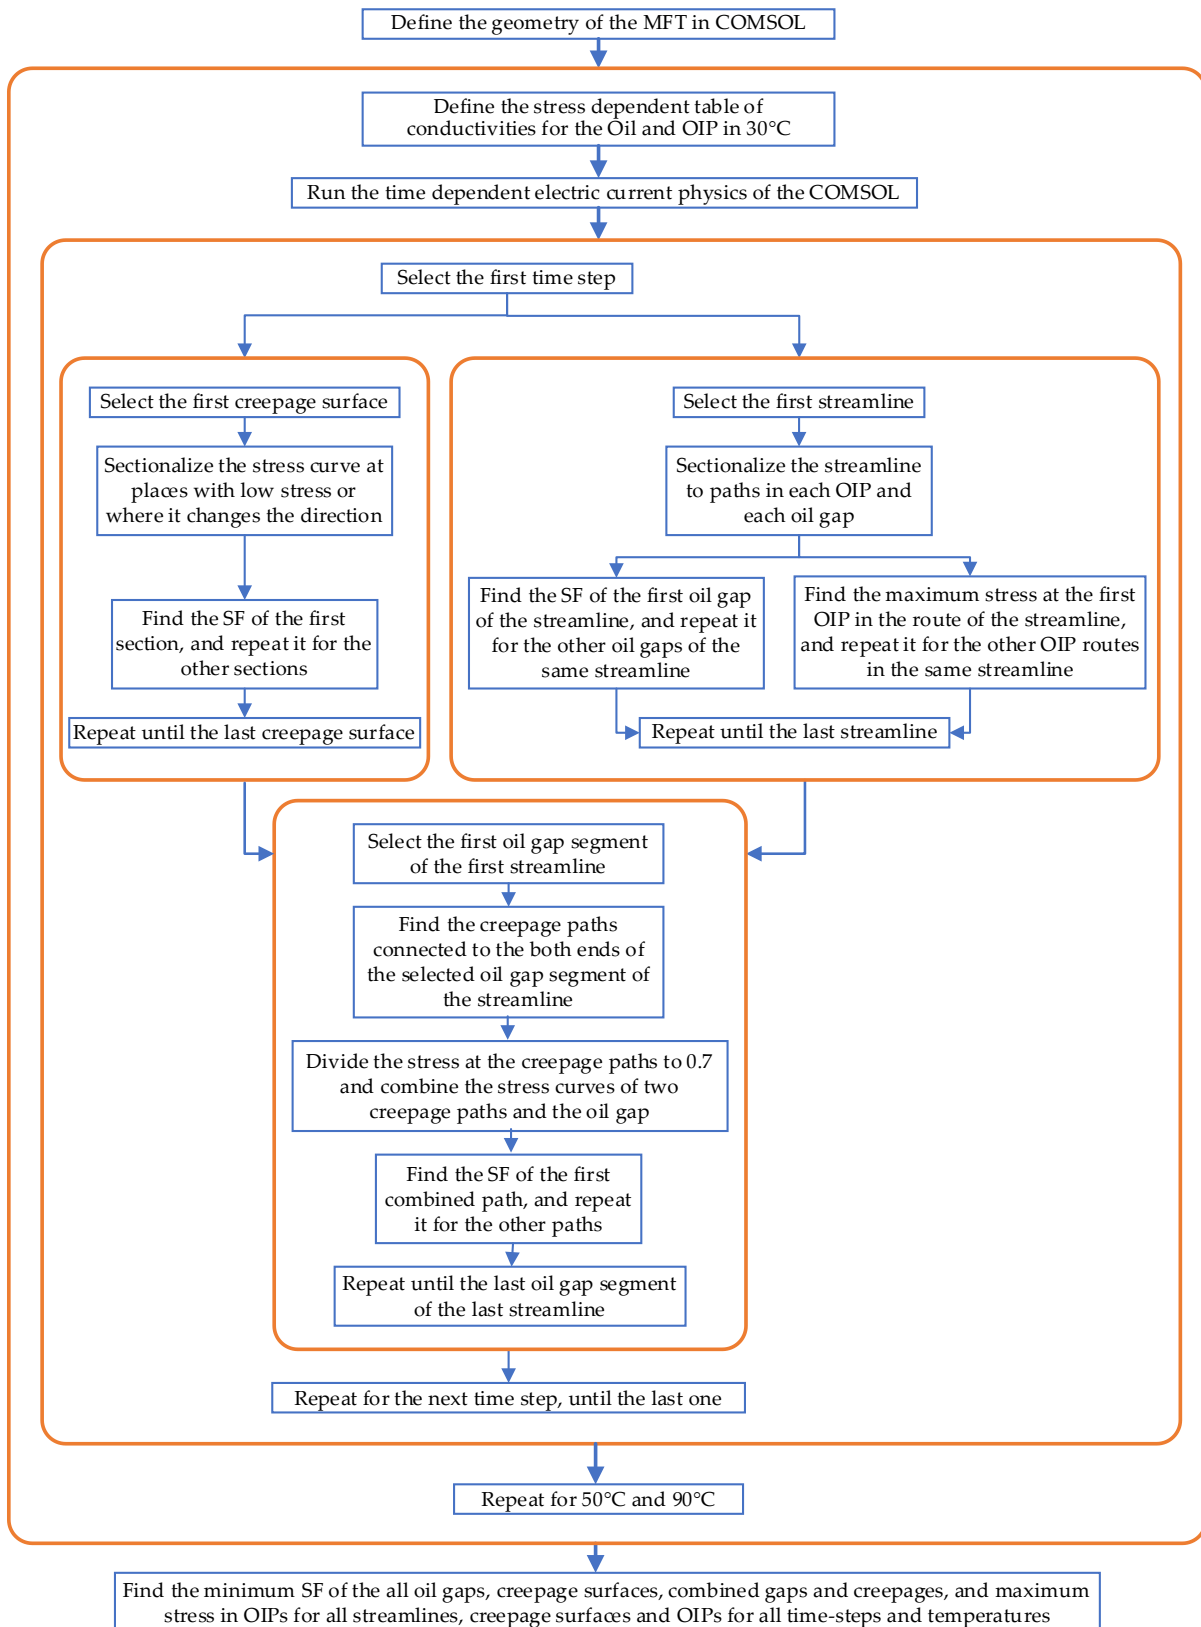 Define the geometry of the MFT in COMSOL
Define the stress dependent table of
conductivities for the Oil and OIP in 30°C
Run the time dependent electric current physics of the COMSOL
Select the first time step
Select the first creepage surface
Sectionalize the stress curve at
places with low stress or
where it changes the direction
Find the SF of the first
section, and repeat it for the
other sections
Repeat until the last creepage surface
Select the first streamline
Sectionalize the streamline
to paths in each OIP and
each oil gap
Find the SF of the first oil gap
of the streamline, and repeat it
for the other oil gaps of the
same streamline
Find the maximum stress at the first
OIP in the route of the streamline,
and repeat it for the other OIP routes
in the same streamline
Repeat until the last streamline
Select the first oil gap segment
of the first streamline
Find the creepage paths
connected to the both ends of
the selected oil gap segment of
the streamline
Divide the stress at the creepage paths to 0.7
and combine the stress curves of two
creepage paths and the oil gap
Find the SF of the first
combined path, and repeat
it for the other paths
Repeat until the last oil gap segment
of the last streamline
Repeat for the next time step, until the last one
Repeat for 50°C and 90°C
Find the minimum SF of the all oil gaps, creepage surfaces, combined gaps and creepages, and maximum
stress in OIPs for all streamlines, creepage surfaces and OIPs for all time-steps and temperatures